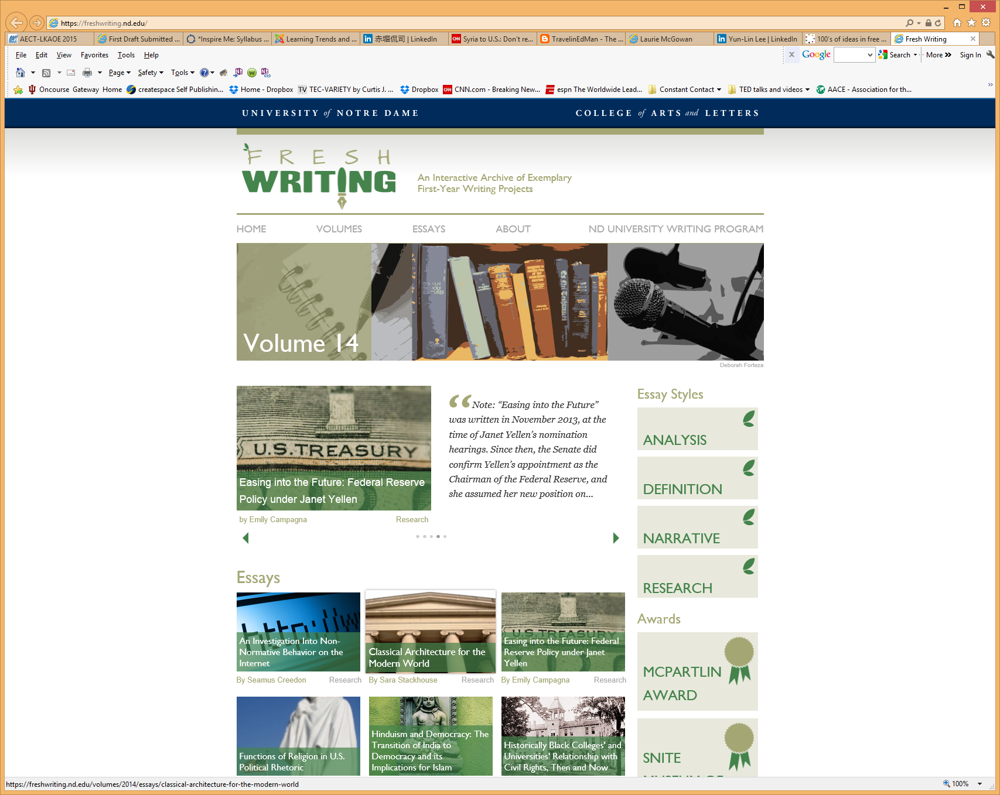 https://freshwriting.nd.edu/
AECT-LKAOE 2015
First Draft Submitted ...
*Inspire Me: Syllabus ...
Learning Trends and ...
赤堀侃司 | LinkedIn
Syria to U.S.: Don't re...
TravelinEdMan - The ...
Laurie McGowan
Yun-Lin Lee | LinkedIn
100's of ideas in free ...
Fresh Writing
File Edit View Favorites Tools Help
Google Search More Sign In
Page Safety Tools
Oncourse Gateway Home createspace Self Publishin... Home - Dropbox TEC-VARIETY by Curtis J. ... Dropbox CNN.com - Breaking New... espn The Worldwide Lead... Constant Contact TED talks and videos AACE - Association for th...
UNIVERSITY of NOTRE DAME
COLLEGE of ARTS and LETTERS
FRESH
WRITING
An Interactive Archive of Exemplary
First-Year Writing Projects
HOME VOLUMES ESSAYS ABOUT ND UNIVERSITY WRITING PROGRAM
Volume 14
Deborah Forteza
U.S.TREASURY
Easing into the Future: Federal Reserve
Policy under Janet Yellen
by Emily Campagna Research
“Note: “Easing into the Future”
was written in November 2013, at the
time of Janet Yellen’s nomination
hearings. Since then, the Senate did
confirm Yellen’s appointment as the
Chairman of the Federal Reserve, and
she assumed her new position on...
Essay Styles
ANALYSIS
DEFINITION
NARRATIVE
RESEARCH
Awards
MCPARTLIN
AWARD
SNITE
MUSEUM OF
Essays
http:
An Investigation Into Non-
Normative Behavior on the
Internet
By Seamus Creedon Research
Classical Architecture for the
Modern World
By Sara Stackhouse Research
U.S.TREASURY
Easing into the Future: Federal
Reserve Policy under Janet
Yellen
By Emily Campagna Research
Functions of Religion in U.S.
Political Rhetoric
Hinduism and Democracy: The
Transition of India to
Democracy and its
Implications for Islam
Historically Black Colleges' and
Universities' Relationship with
Civil Rights, Then and Now
https://freshwriting.nd.edu/volumes/2014/essays/classical-architecture-for-the-modern-world
100%